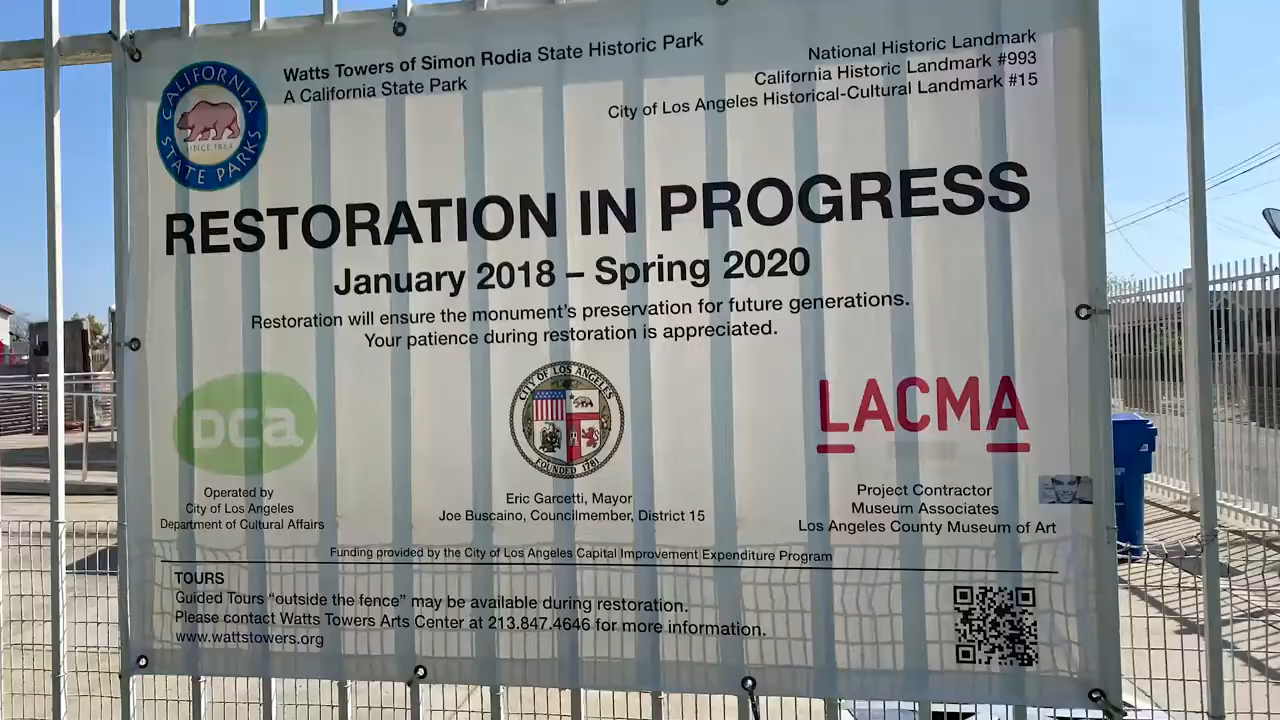 CALIFORNIA STATE PARKS
SINCE 1864
Watts Towers of Simon Rodia State Historic Park
A California State Park
National Historic Landmark
California Historic Landmark #993
City of Los Angeles Historical-Cultural Landmark #15
RESTORATION IN PROGRESS
January 2018 – Spring 2020
Restoration will ensure the monument's preservation for future generations.
Your patience during restoration is appreciated.
DCa
Operated by
City of Los Angeles
Department of Cultural Affairs
CITY OF LOS ANGELES
FOUNDED 1781
Eric Garcetti, Mayor
Joe Buscaino, Councilmember, District 15
LACMA
Project Contractor
Museum Associates
Los Angeles County Museum of Art
Funding provided by the City of Los Angeles Capital Improvement Expenditure Program
TOURS
Guided Tours “outside the fence” may be available during restoration.
Please contact Watts Towers Arts Center at 213.847.4646 for more information.
www.wattstowers.org